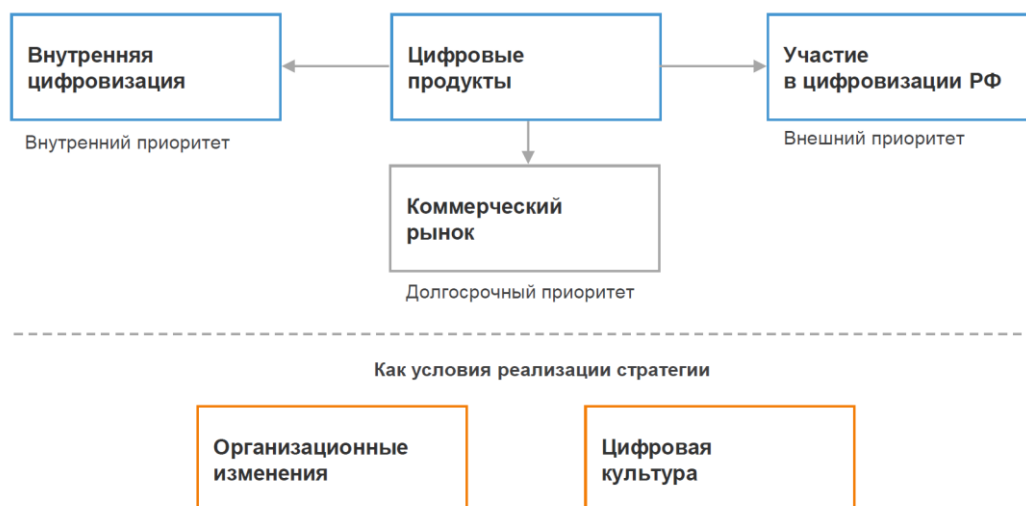 Внутренняя
цифровизация
Цифровые
продукты
Участие
в цифровизации РФ
Внутренний приоритет
Внешний приоритет
Коммерческий
рынок
Долгосрочный приоритет
Как условия реализации стратегии
Организационные
изменения
Цифровая
культура